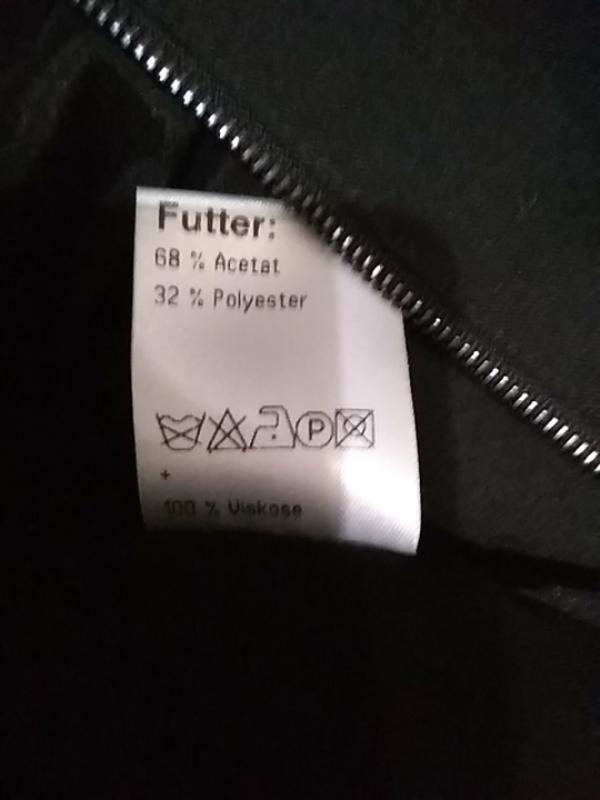 Futter:
68 % Acetat
32 % Polyester
P
+
100 % Viskose